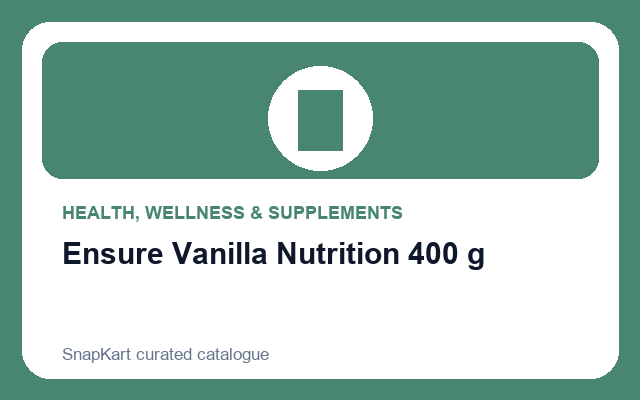 HEALTH, WELLNESS & SUPPLEMENTS
Ensure Vanilla Nutrition 400 g
SnapKart curated catalogue